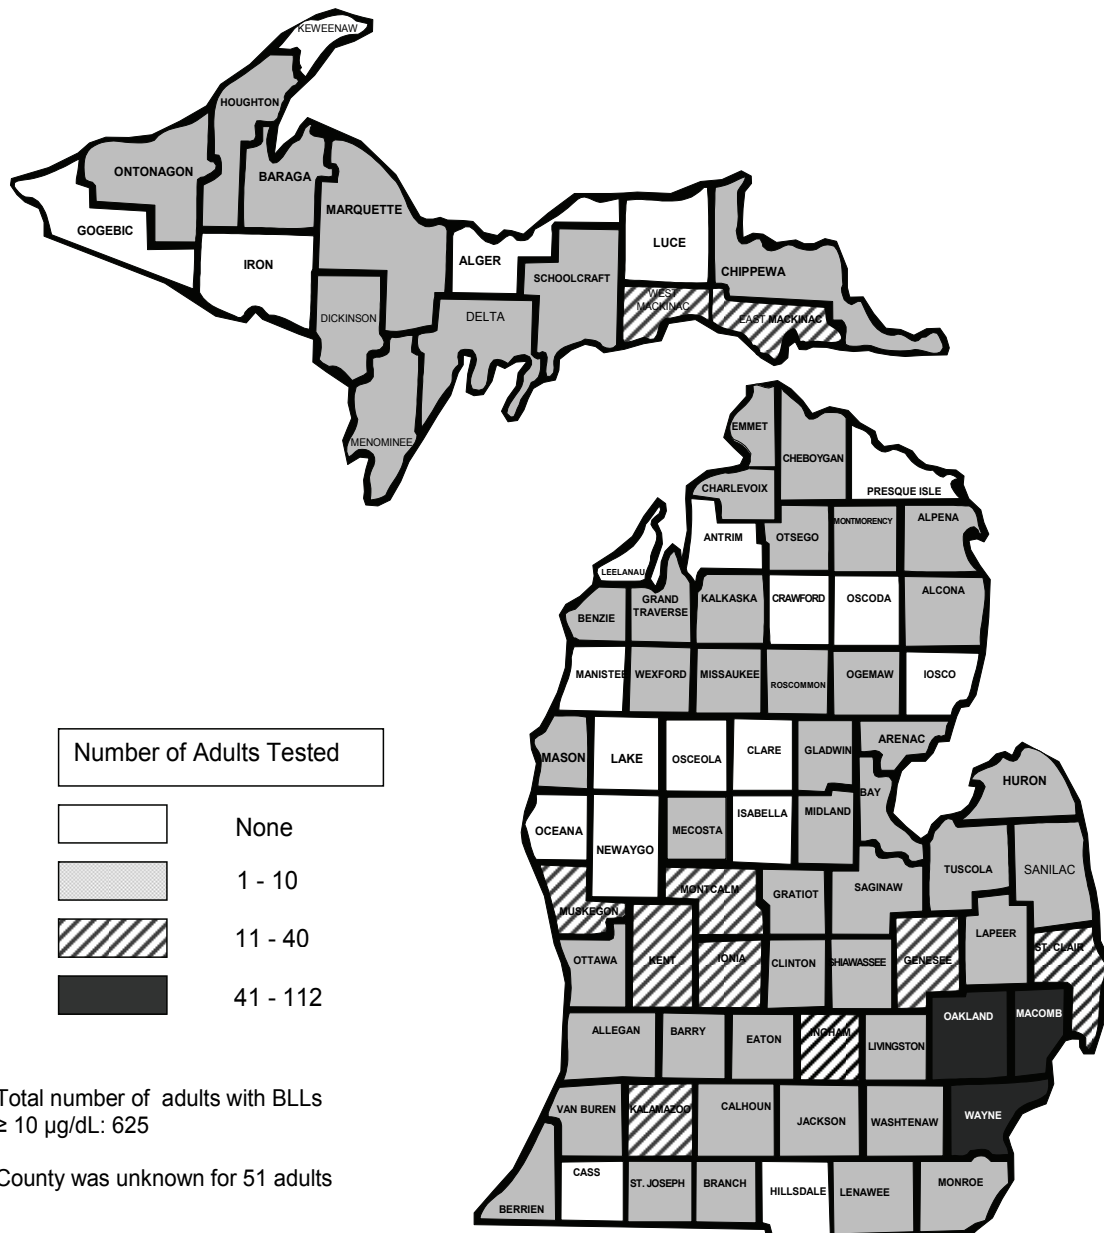 KEWEENAW
HOUGHTON
ONTONAGON
BARAGA
MARQUETTE
GOGEBIC
IRON
ALGER
LUCE
SCHOOLCRAFT
CHIPPEWA
WEST
MACKINAC
DICKINSON
DELTA
EAST MACKINAC
MENOMINEE
EMMET
CHEBOYGAN
CHARLEVOIX
PRESQUE ISLE
ANTRIM
OTSEGO
MONTMORENCY
ALPENA
LEELANAU
BENZIE
GRAND
TRAVERSE
KALKASKA
CRAWFORD
OSCODA
ALCONA
MANISTEE
WEXFORD
MISSAUKEE
ROSCOMMON
OGEMAW
IOSCO
MASON
LAKE
OSCEOLA
CLARE
GLADWIN
ARENAC
HURON
BAY
OCEANA
NEWAYGO
MECOSTA
ISABELLA
MIDLAND
TUSCOLA
SANILAC
MUSKEGON
MONTCALM
GRATIOT
SAGINAW
LAPEER
ST. CLAIR
OTTAWA
KENT
IONIA
CLINTON
SHIAWASSEE
GENESEE
ALLEGAN
BARRY
EATON
INGHAM
LIVINGSTON
OAKLAND
MACOMB
VAN BUREN
KALAMAZOO
CALHOUN
JACKSON
WASHTENAW
WAYNE
BERRIEN
CASS
ST. JOSEPH
BRANCH
HILLSDALE
LENAWEE
MONROE
Number of Adults Tested
None
1 - 10
11 - 40
41 - 112
Total number of adults with BLLs
≥ 10 µg/dL: 625
County was unknown for 51 adults